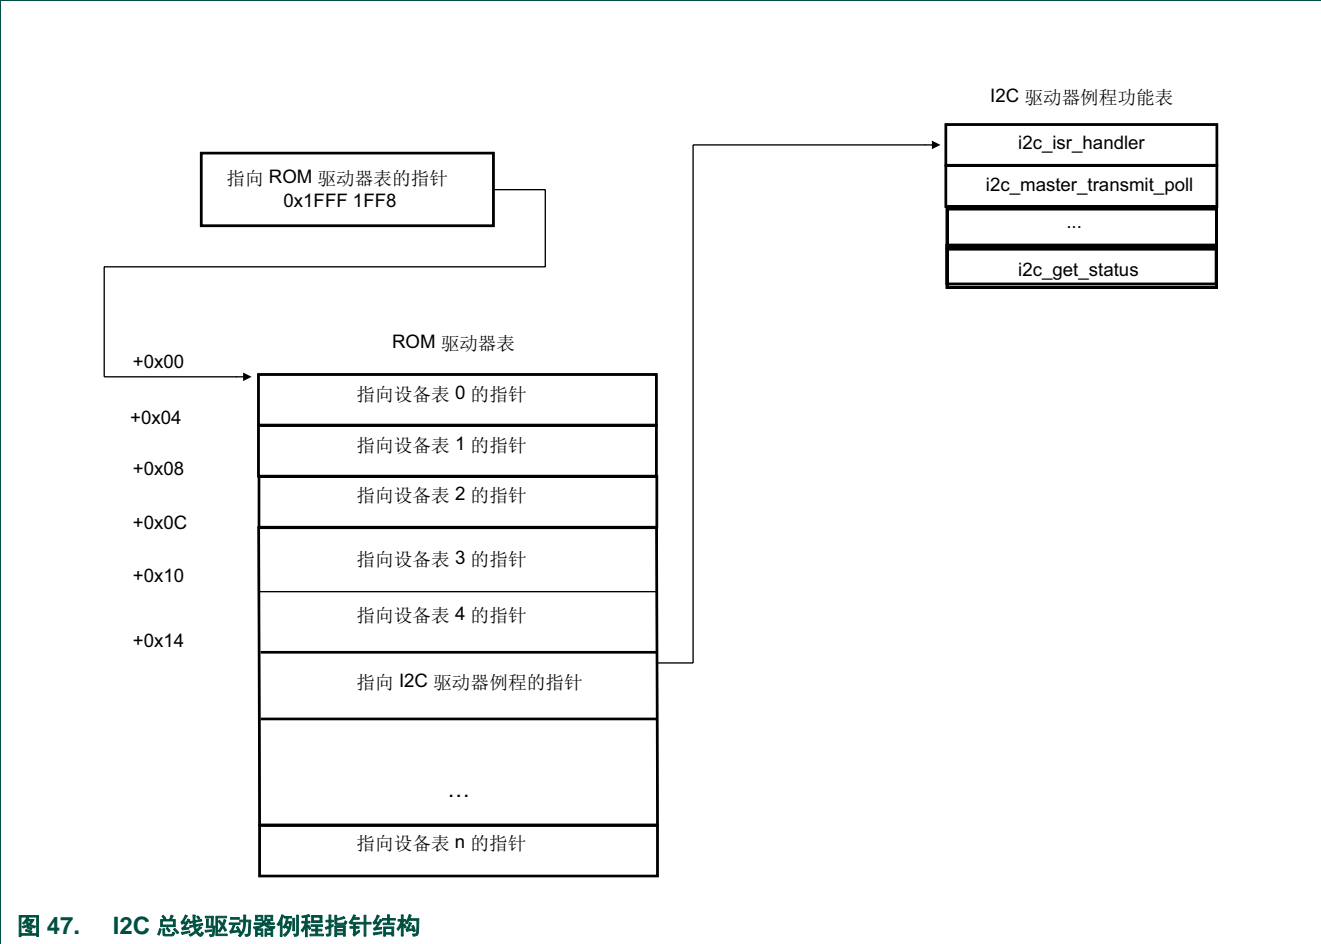 I2C 驱动器例程功能表
i2c_isr_handler
i2c_master_transmit_poll
...
i2c_get_status
指向 ROM 驱动器表的指针
0x1FFF 1FF8
ROM 驱动器表
+0x00
指向设备表 0 的指针
+0x04
指向设备表 1 的指针
+0x08
指向设备表 2 的指针
+0x0C
指向设备表 3 的指针
+0x10
指向设备表 4 的指针
+0x14
指向 I2C 驱动器例程的指针
...
指向设备表 n 的指针
图 47. I2C 总线驱动器例程指针结构